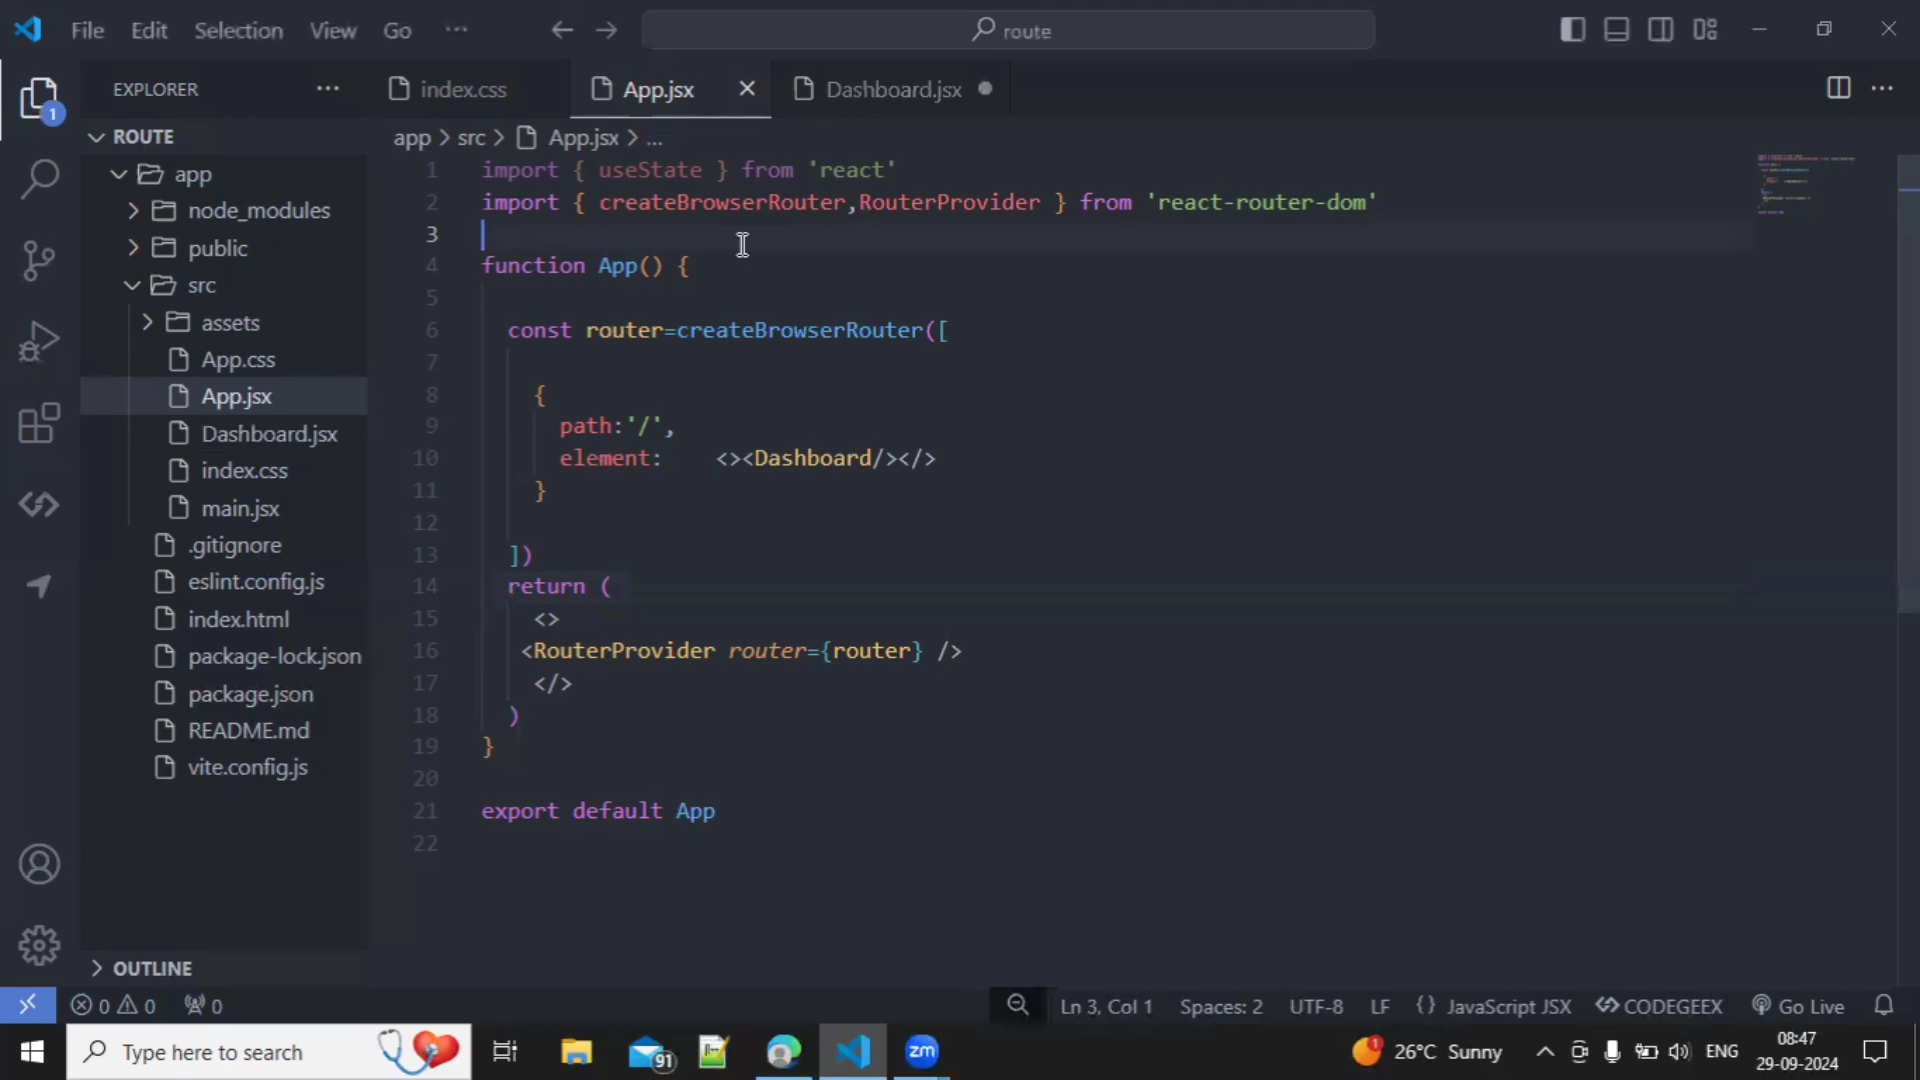 File Edit Selection View Go ... route
EXPLORER ... index.css App.jsx Dashboard.jsx
ROUTE
app > src > App.jsx > ...
app
node_modules
public
src
assets
App.css
App.jsx
Dashboard.jsx
index.css
main.jsx
.gitignore
eslint.config.js
index.html
package-lock.json
package.json
README.md
vite.config.js
OUTLINE
1 import { useState } from 'react'
2 import { createBrowserRouter,RouterProvider } from 'react-router-dom'
3
4 function App() {
5
6 const router=createBrowserRouter([
7
8 {
9 path:'/',
10 element: <><Dashboard/></>
11 }
12
13 ])
14 return (
15 <>
16 <RouterProvider router={router} />
17 </>
18 )
19 }
20
21 export default App
22
1
0 0 0 Ln 3, Col 1 Spaces: 2 UTF-8 LF {} JavaScript JSX CODEGEEX Go Live
Type here to search 91 zm 1 26°C Sunny ENG 08:47
29-09-2024